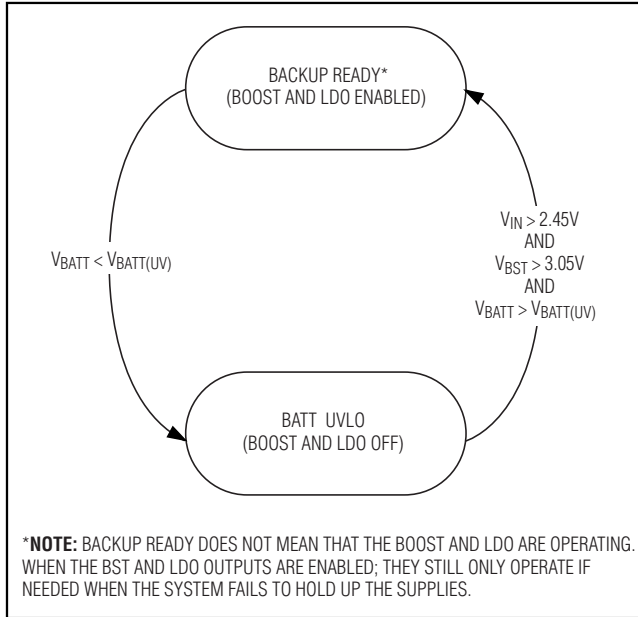 BACKUP READY*
(BOOST AND LDO ENABLED)
VIN > 2.45V
AND
VBST > 3.05V
AND
VBATT > VBATT(UV)
VBATT < VBATT(UV)
BATT UVLO
(BOOST AND LDO OFF)
*NOTE: BACKUP READY DOES NOT MEAN THAT THE BOOST AND LDO ARE OPERATING.
WHEN THE BST AND LDO OUTPUTS ARE ENABLED; THEY STILL ONLY OPERATE IF
NEEDED WHEN THE SYSTEM FAILS TO HOLD UP THE SUPPLIES.